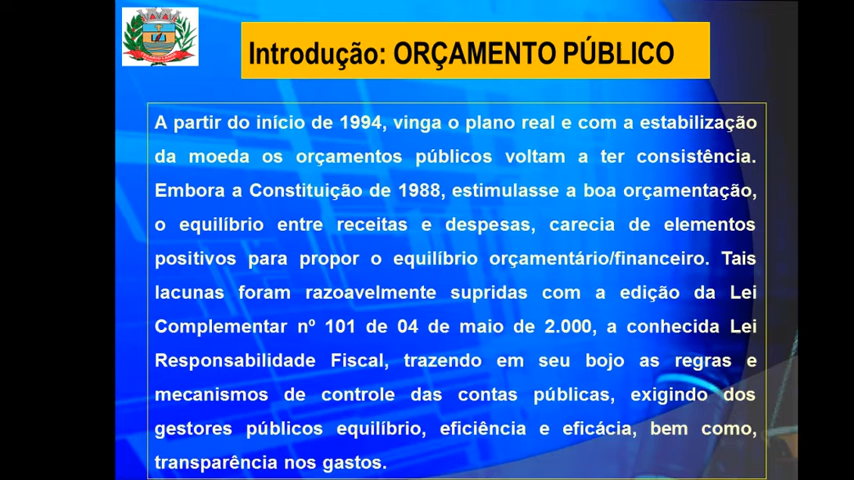 Introdução: ORÇAMENTO PÚBLICO
A partir do início de 1994, vinga o plano real e com a estabilização
da moeda os orçamentos públicos voltam a ter consistência.
Embora a Constituição de 1988, estimulasse a boa orçamentação,
o equilíbrio entre receitas e despesas, carecia de elementos
positivos para propor o equilíbrio orçamentário/financeiro. Tais
lacunas foram razoavelmente supridas com a edição da Lei
Complementar nº 101 de 04 de maio de 2.000, a conhecida Lei
Responsabilidade Fiscal, trazendo em seu bojo as regras e
mecanismos de controle das contas públicas, exigindo dos
gestores públicos equilíbrio, eficiência e eficácia, bem como,
transparência nos gastos.